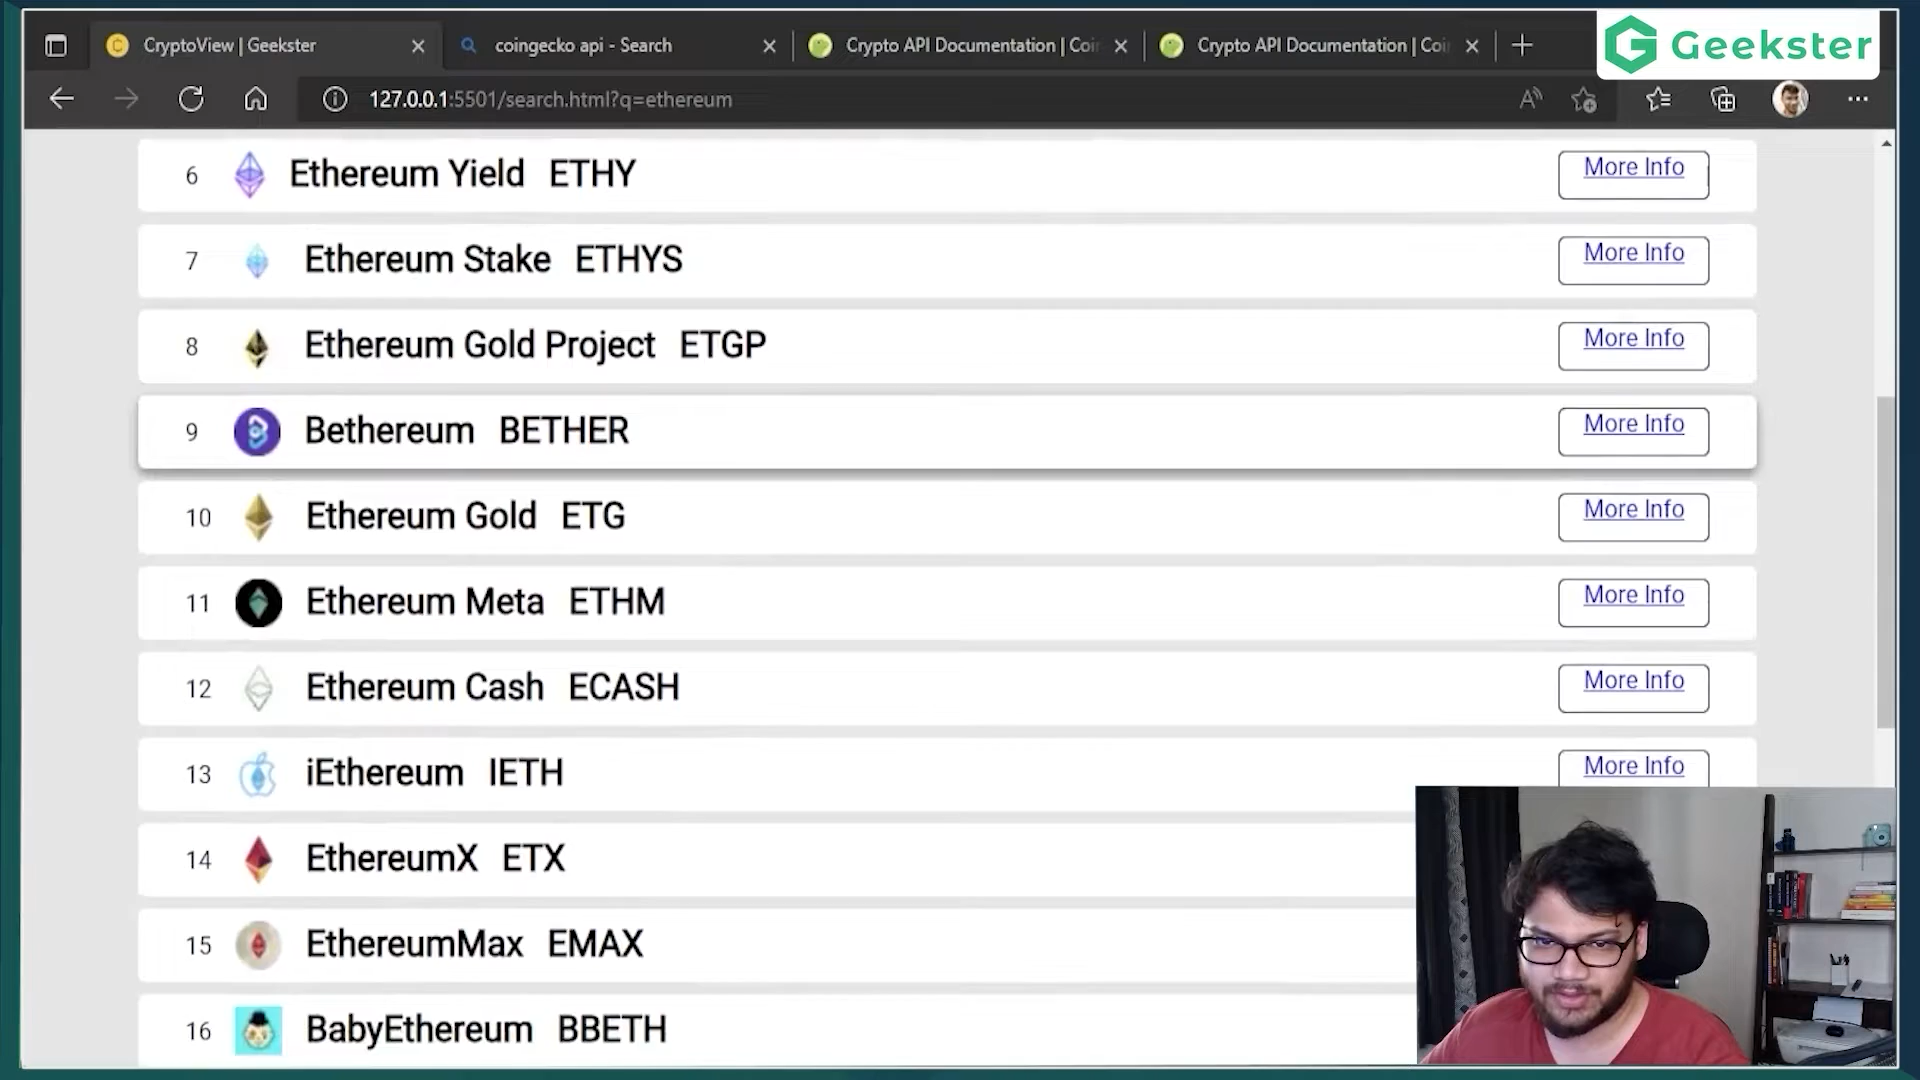 CryptoView | Geekster
coingecko api - Search
Crypto API Documentation | Coi
Crypto API Documentation | Coi
Geekster
127.0.0.1:5501/search.html?q=ethereum
6 Ethereum Yield ETHY More Info
7 Ethereum Stake ETHYS More Info
8 Ethereum Gold Project ETGP More Info
9 Bethereum BETHER More Info
10 Ethereum Gold ETG More Info
11 Ethereum Meta ETHM More Info
12 Ethereum Cash ECASH More Info
13 iEthereum IETH More Info
14 EthereumX ETX
15 EthereumMax EMAX
16 BabyEthereum BBETH